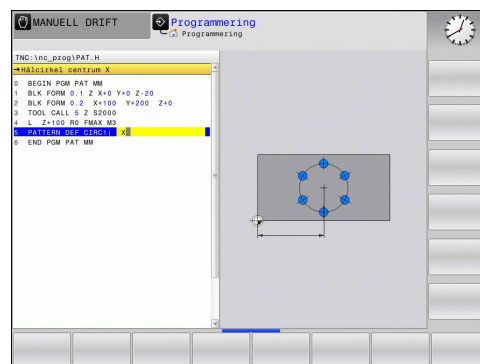 MANUELL DRIFT
Programmering
Programmering
TNC:\nc_prog\PAT.H
→Hålcirkel centrum X
0 BEGIN PGM PAT MM
1 BLK FORM 0.1 Z X+0 Y+0 Z-20
2 BLK FORM 0.2 X+100 Y+200 Z+0
3 TOOL CALL 5 Z S2000
4 L Z+100 R0 FMAX M3
5 PATTERN DEF CIRC1( X
6 END PGM PAT MM